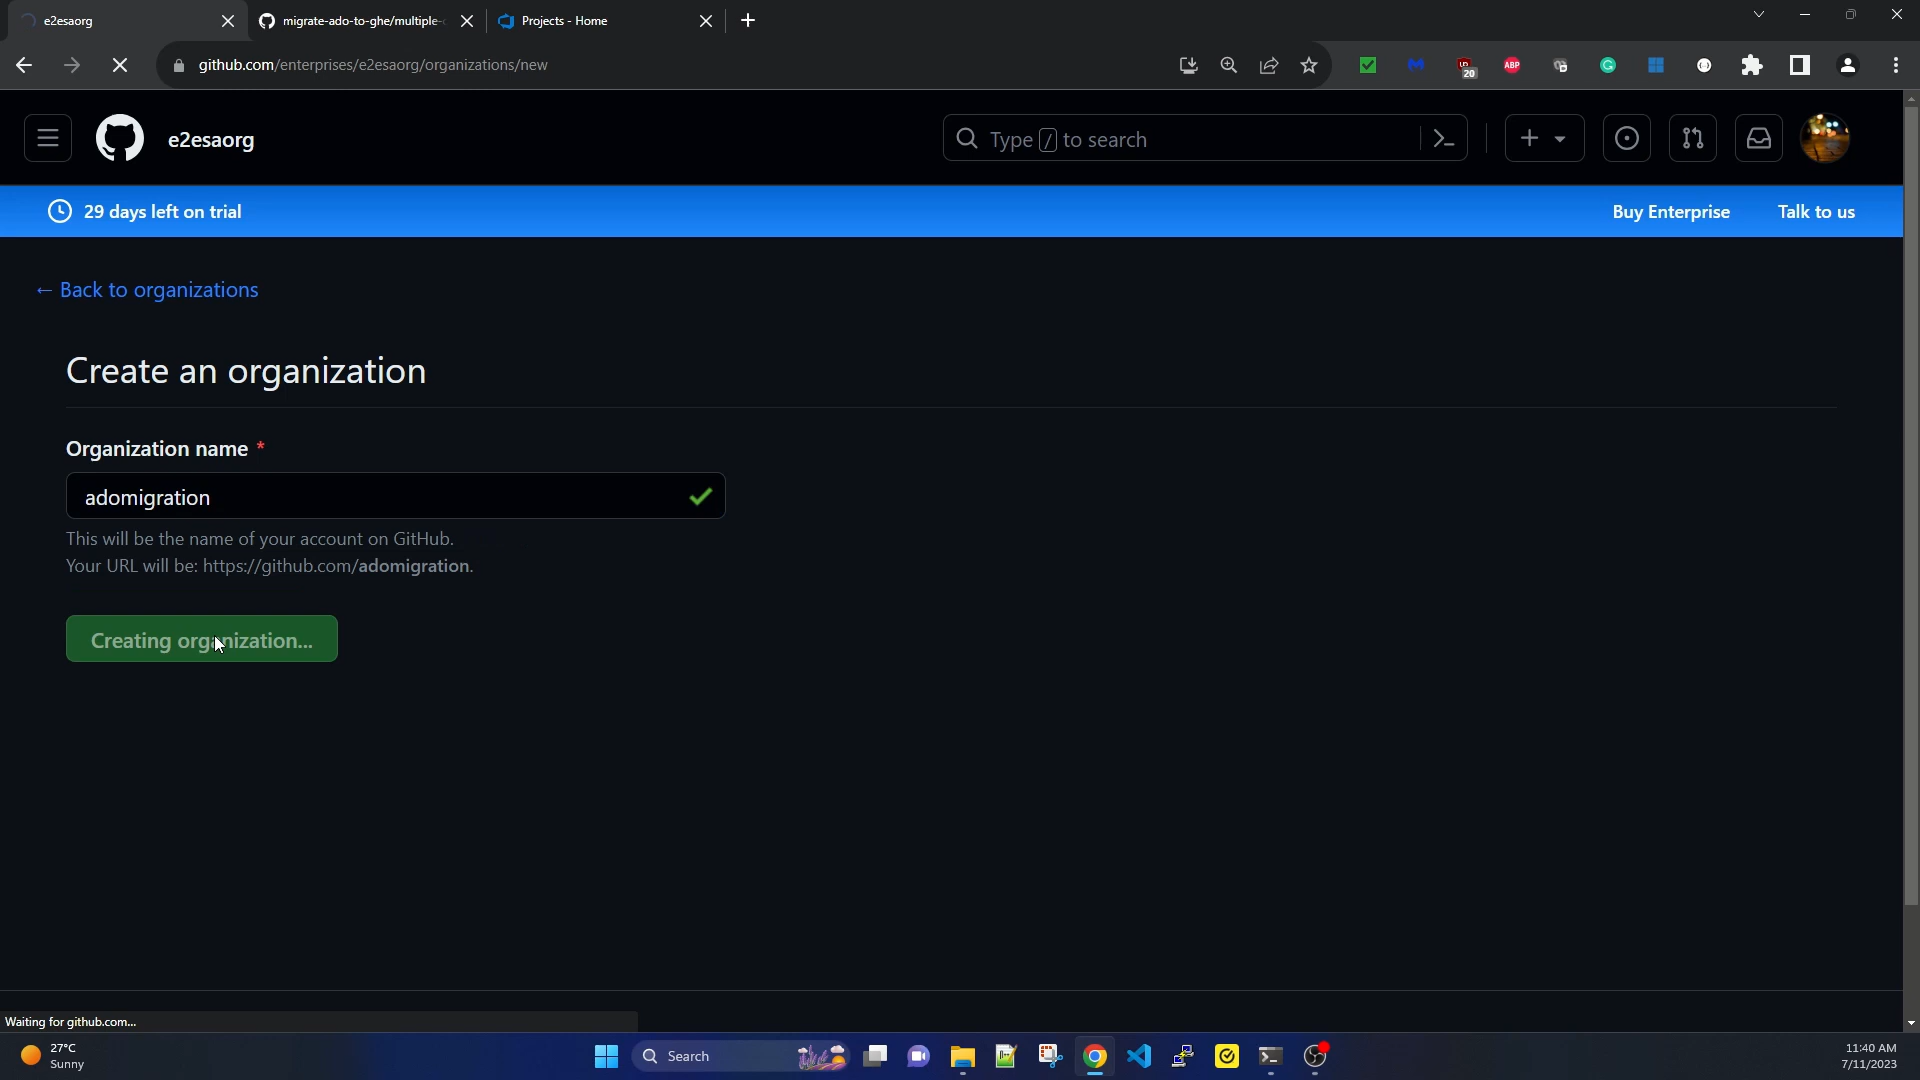 e2esaorg
migrate-ado-to-ghe/multiple-
Projects - Home
github.com/enterprises/e2esaorg/organizations/new
20
ABP
e2esaorg
Type / to search
29 days left on trial
Buy Enterprise
Talk to us
← Back to organizations
Create an organization
Organization name *
adomigration
This will be the name of your account on GitHub.
Your URL will be: https://github.com/adomigration.
Creating organization...
Waiting for github.com...
27°C
Sunny
Search
11:40 AM
7/11/2023